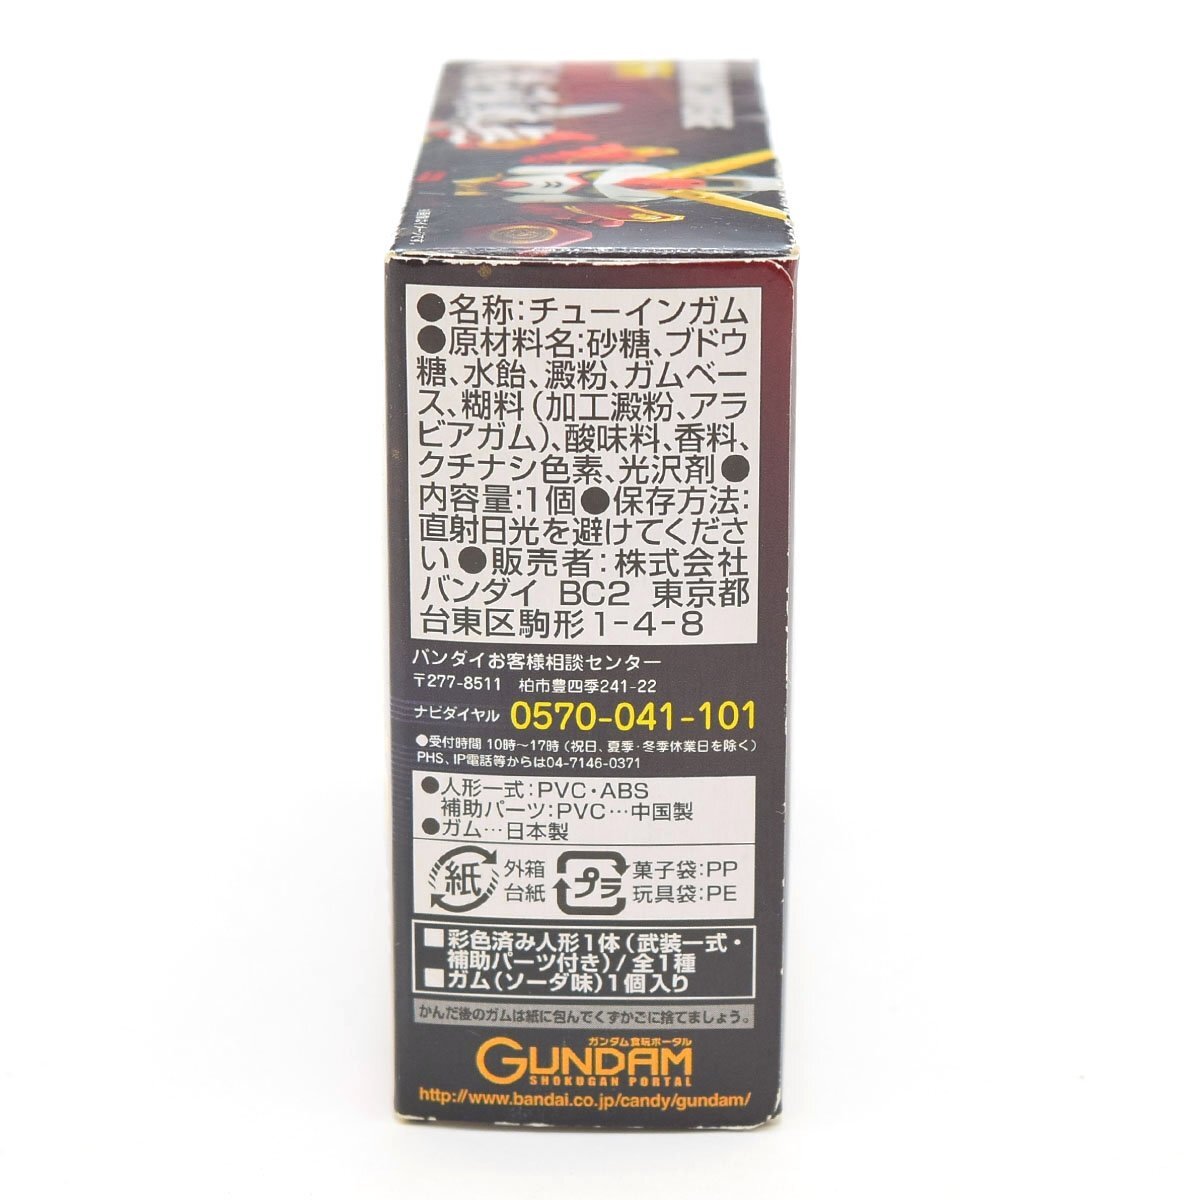 ●名称:チューインガム
●原材料名:砂糖、ブドウ
糖、水飴、澱粉、ガムベー
ス、糊料(加工澱粉、アラ
ビアガム)、酸味料、香料、
クチナシ色素、光沢剤●
内容量:1個●保存方法:
直射日光を避けてくださ
い●販売者:株式会社
バンダイ BC2 東京都
台東区駒形1-4-8
バンダイお客様相談センター
〒277-8511 柏市豊四季241-22
ナビダイヤル 0570-041-101
●受付時間 10時〜17時(祝日、夏季・冬季休業日を除く)
PHS、IP電話等からは04-7146-0371
●人形一式:PVC・ABS
補助パーツ:PVC…中国製
●ガム…日本製
紙 外箱 台紙
プラ 菓子袋:PP
玩具袋:PE
■彩色済み人形1体(武装一式・
補助パーツ付き)/全1種
■ガム(ソーダ味)1個入り
かんだ後のガムは紙に包んでくずかごに捨てましょう。
ガンダム食玩ポータル
GUNDAM
SHOKUGAN PORTAL
http://www.bandai.co.jp/candy/gundam/